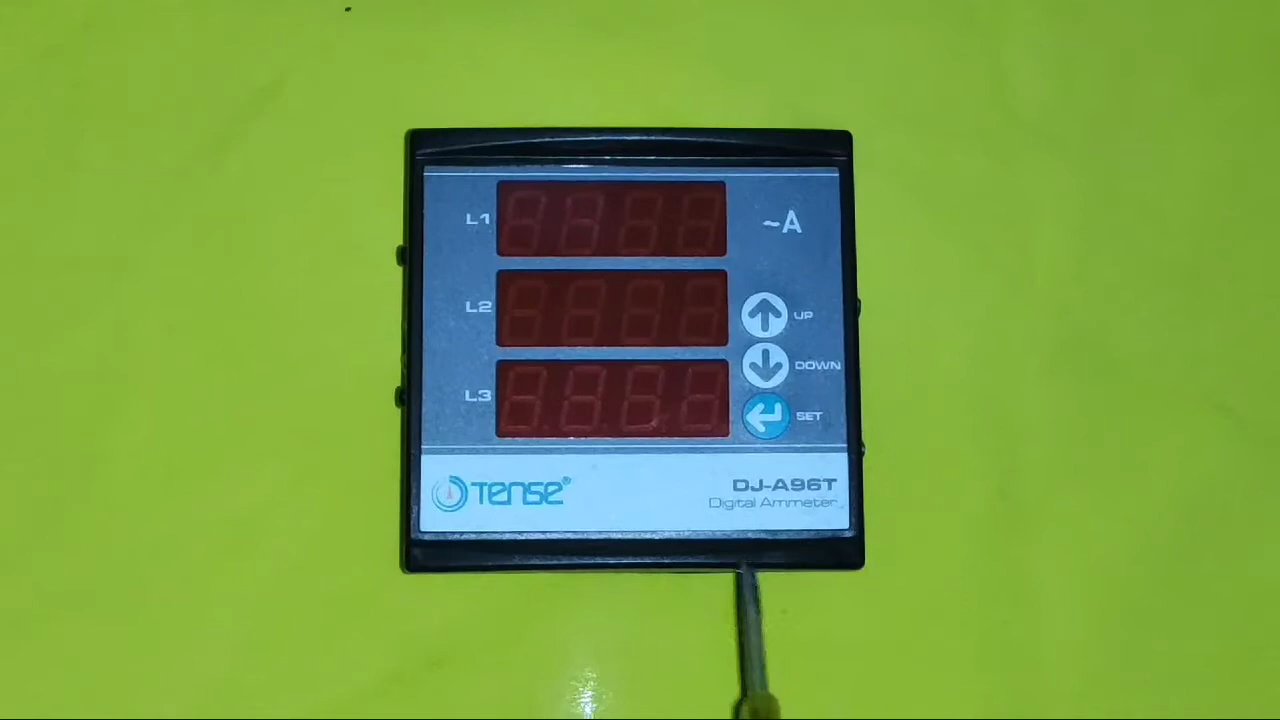 L1
~A
L2
UP
DOWN
L3
SET
TENSE®
DJ-A96T
Digital Ammeter